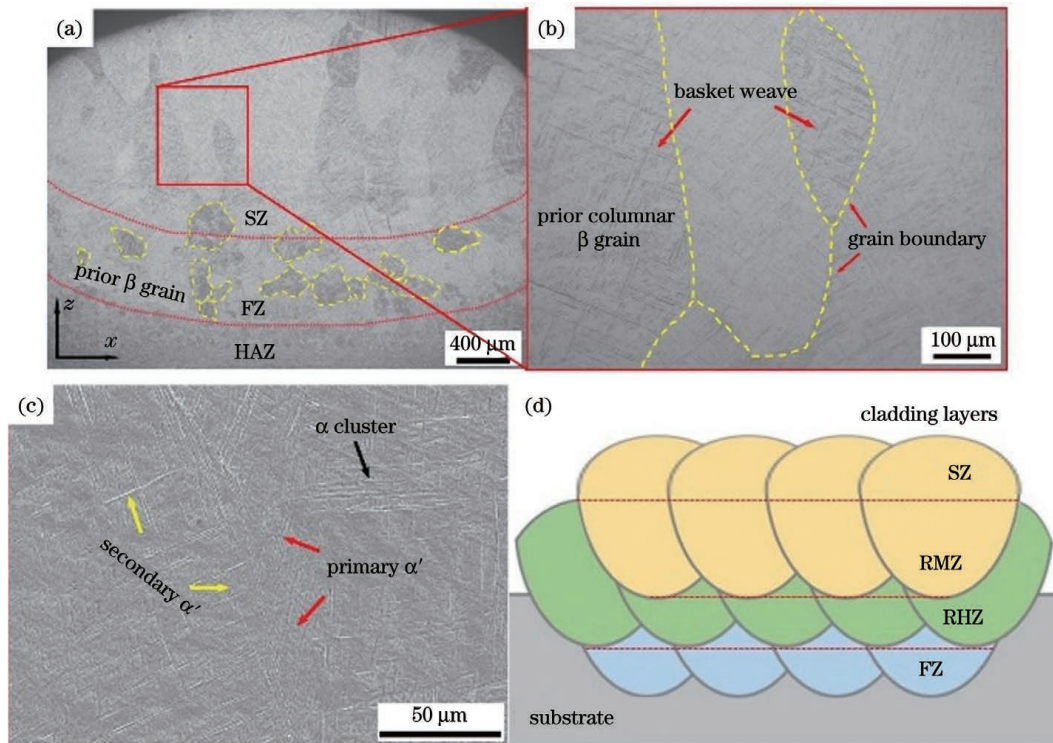 (a)
SZ
prior β grain
FZ
z
x
HAZ
400 μm
(b)
basket weave
prior columnar
β grain
grain boundary
100 μm
(c)
α cluster
secondary α′
primary α′
50 μm
(d)
cladding layers
SZ
RMZ
RHZ
FZ
substrate